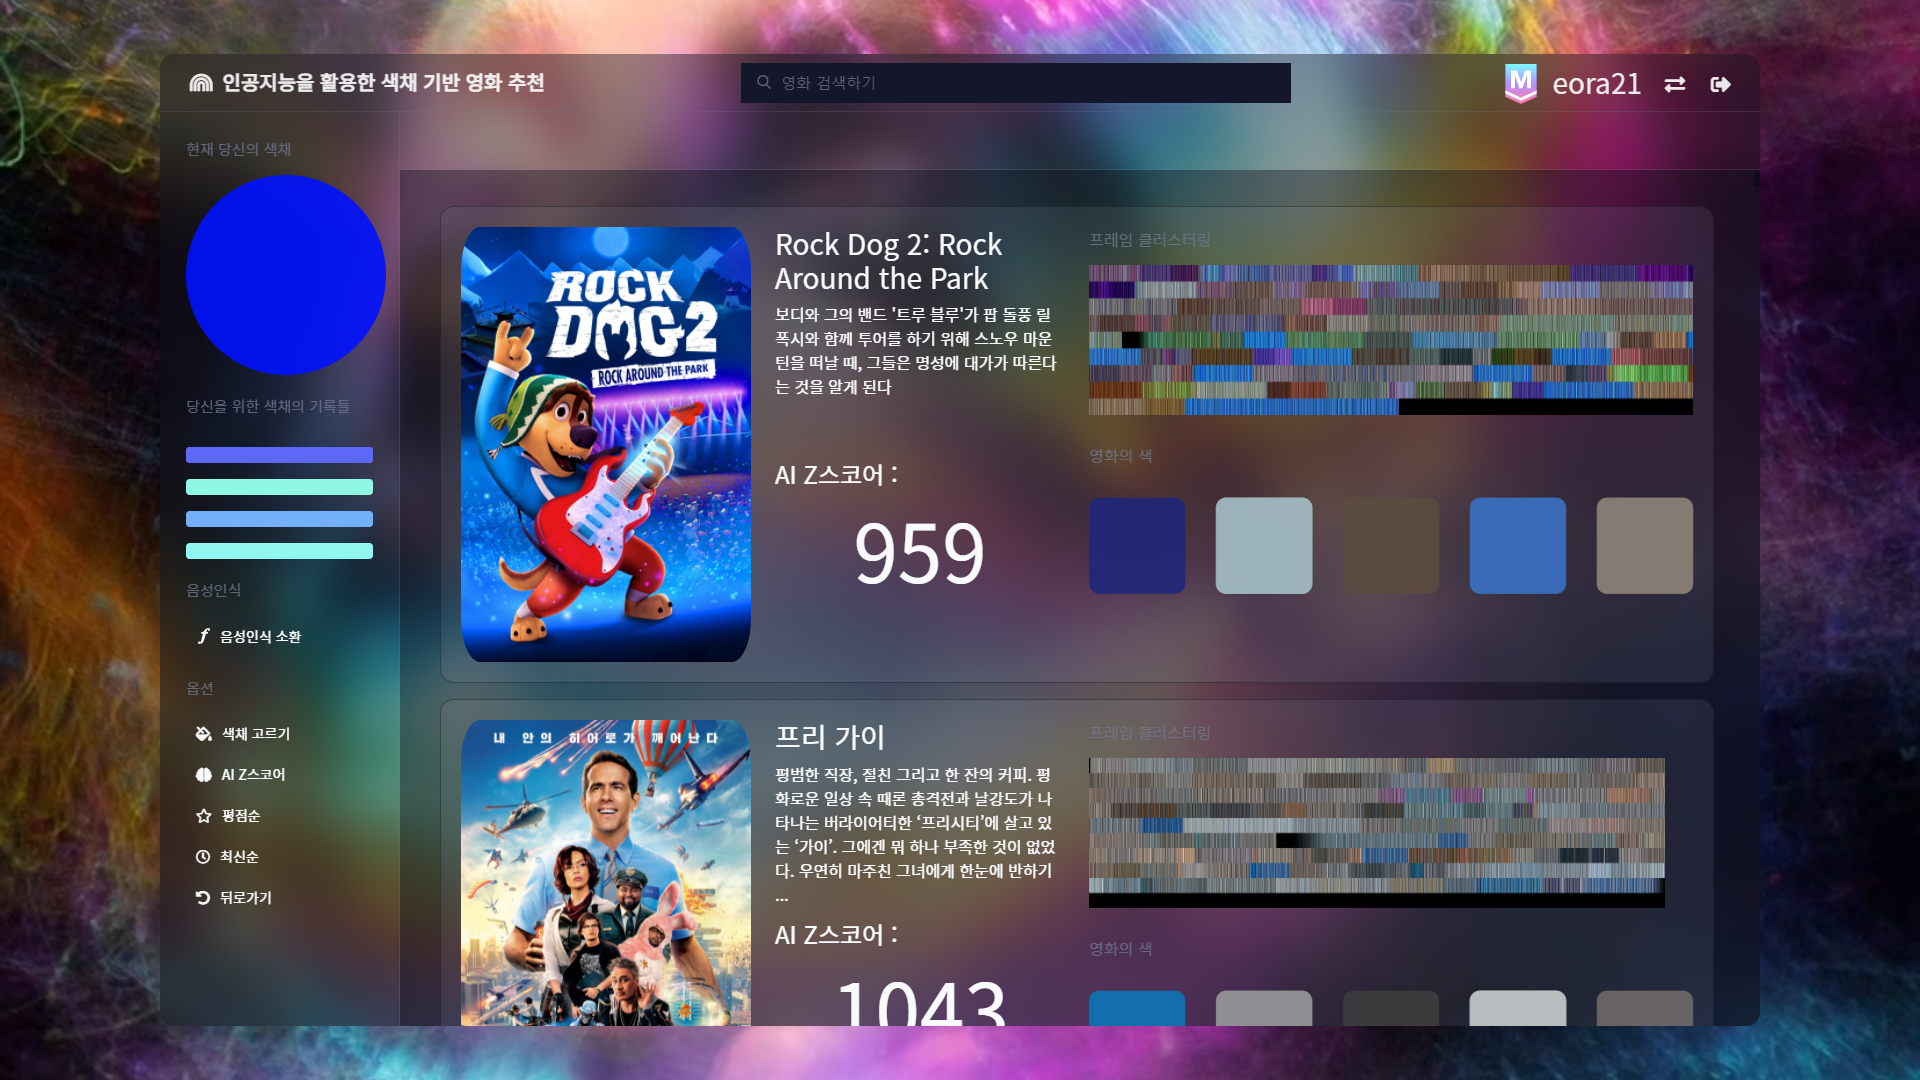 인공지능을 활용한 색채 기반 영화 추천
영화 검색하기
M
eora21
현재 당신의 색채
당신을 위한 색채의 기록들
음성인식
음성인식 소환
옵션
색채 고르기
AI Z스코어
평점순
최신순
뒤로가기
ROCK
DOG2
ROCK AROUND THE PARK
Rock Dog 2: Rock
Around the Park
보디와 그의 밴드 '트루 블루'가 팝 돌풍 릴
폭시와 함께 투어를 하기 위해 스노우 마운
틴을 떠날 때, 그들은 명성에 대가가 따른다
는 것을 알게 된다
AI Z스코어 :
959
프레임 클러스터링
영화의 색
내 안의 히어로가 깨어난다
프리 가이
평범한 직장, 절친 그리고 한 잔의 커피. 평
화로운 일상 속 때론 총격전과 날강도가 나
타나는 버라이어티한 ‘프리시티’에 살고 있
는 ‘가이’. 그에겐 뭐 하나 부족한 것이 없었
다. 우연히 마주친 그녀에게 한눈에 반하기
...
AI Z스코어 :
1043
프레임 클러스터링
영화의 색